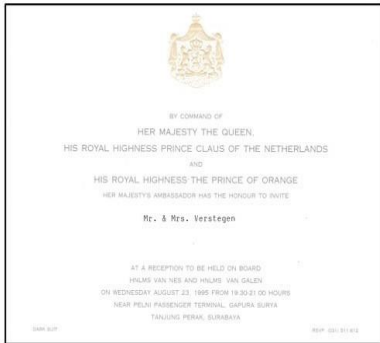 BY COMMAND OF
HER MAJESTY THE QUEEN,
HIS ROYAL HIGHNESS PRINCE CLAUS OF THE NETHERLANDS
AND
HIS ROYAL HIGHNESS THE PRINCE OF ORANGE
HER MAJESTY'S AMBASSADOR HAS THE HONOUR TO INVITE
Mr. & Mrs. Verstegen
AT A RECEPTION TO BE HELD ON BOARD
HNLMS VAN NES AND HNLMS VAN GALEN
ON WEDNESDAY AUGUST 23, 1995 FROM 19.30-21.00 HOURS
NEAR PELNI PASSENGER TERMINAL, GAPURA SURYA
TANJUNG PERAK, SURABAYA
RSVP